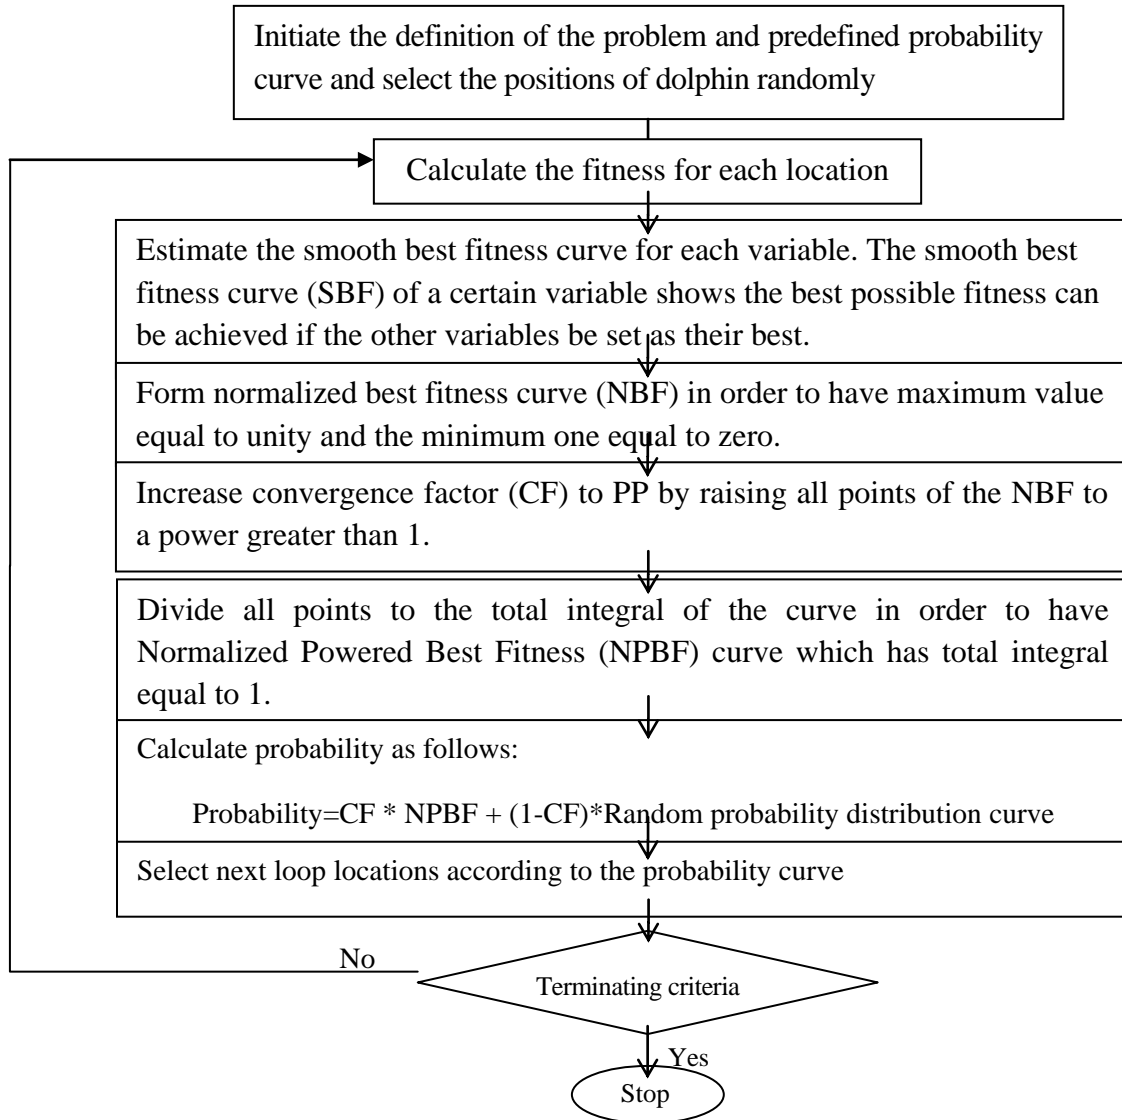 Initiate the definition of the problem and predefined probability
curve and select the positions of dolphin randomly
Calculate the fitness for each location
Estimate the smooth best fitness curve for each variable. The smooth best
fitness curve (SBF) of a certain variable shows the best possible fitness can
be achieved if the other variables be set as their best.
Form normalized best fitness curve (NBF) in order to have maximum value
equal to unity and the minimum one equal to zero.
Increase convergence factor (CF) to PP by raising all points of the NBF to
a power greater than 1.
Divide all points to the total integral of the curve in order to have
Normalized Powered Best Fitness (NPBF) curve which has total integral
equal to 1.
Calculate probability as follows:
Probability=CF * NPBF + (1-CF)*Random probability distribution curve
Select next loop locations according to the probability curve
No
Terminating criteria
Yes
Stop